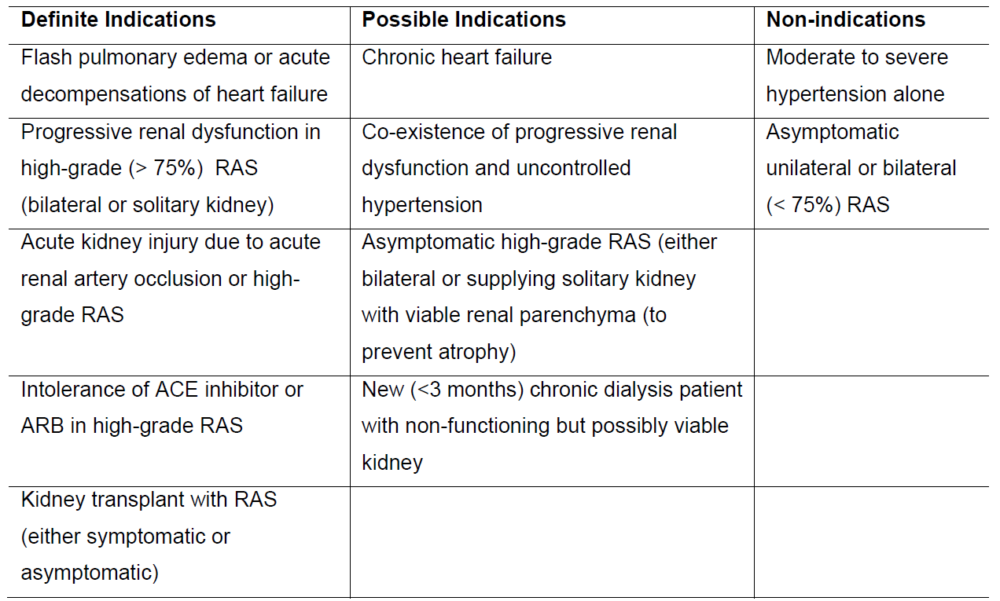 Definite Indications
Possible Indications
Non-indications
Flash pulmonary edema or acute
decompensations of heart failure
Chronic heart failure
Moderate to severe
hypertension alone
Progressive renal dysfunction in
high-grade (> 75%)  RAS
(bilateral or solitary kidney)
Co-existence of progressive renal
dysfunction and uncontrolled
hypertension
Asymptomatic
unilateral or bilateral
(< 75%) RAS
Acute kidney injury due to acute
renal artery occlusion or high-
grade RAS
Asymptomatic high-grade RAS (either
bilateral or supplying solitary kidney
with viable renal parenchyma (to
prevent atrophy)
Intolerance of ACE inhibitor or
ARB in high-grade RAS
New (<3 months) chronic dialysis patient
with non-functioning but possibly viable
kidney
Kidney transplant with RAS
(either symptomatic or
asymptomatic)